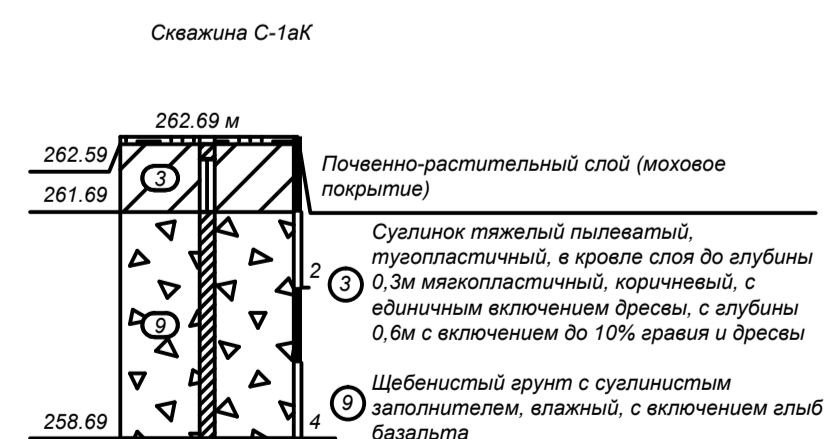 Скважина С-1аК
262.69 м
262.59
3
261.69
Почвенно-растительный слой (моховое
покрытие)
2
3
Суглинок тяжелый пылеватый,
тугопластичный, в кровле слоя до глубины
0,3м мягкопластичный, коричневый, с
единичным включением дресвы, с глубины
0,6м с включением до 10% гравия и дресвы
9
9
Щебенистый грунт с суглинистым
заполнителем, влажный, с включением глыб
базальта
258.69
4